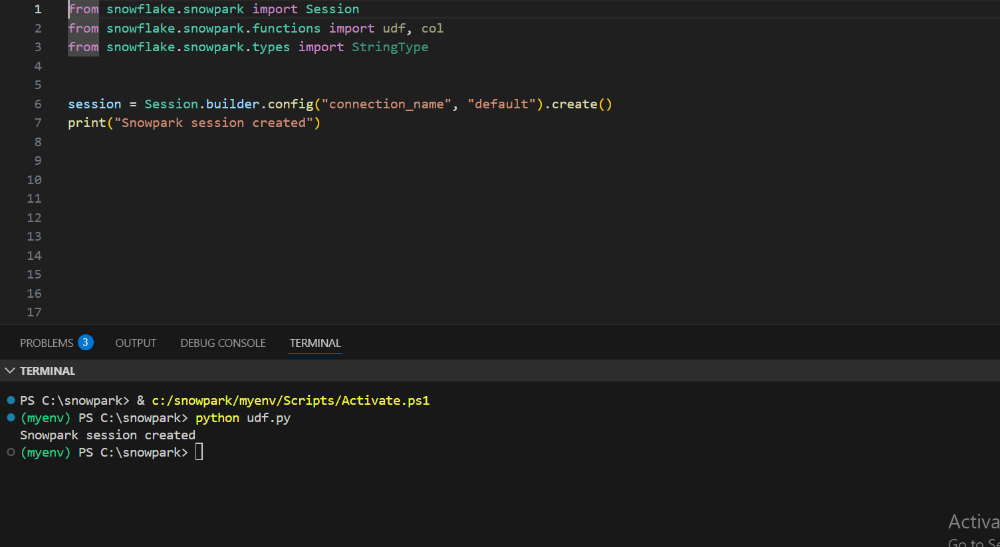 1 from snowflake.snowpark import Session
2 from snowflake.snowpark.functions import udf, col
3 from snowflake.snowpark.types import StringType
4
5
6 session = Session.builder.config("connection_name", "default").create()
7 print("Snowpark session created")
8
9
10
11
12
13
14
15
16
17
PROBLEMS 3 OUTPUT DEBUG CONSOLE TERMINAL
TERMINAL
PS C:\snowpark> & c:/snowpark/myenv/Scripts/Activate.ps1
(myenv) PS C:\snowpark> python udf.py
Snowpark session created
(myenv) PS C:\snowpark>
Activa
Go to Se